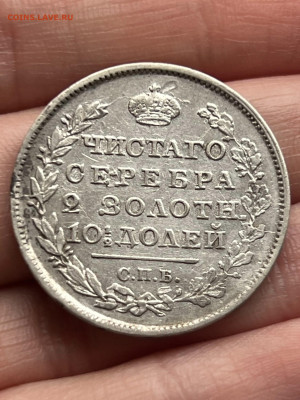 COINS.LAVE.RU
ЧИСТАГО
СЕРЕБРА
2 ЗОЛОТН
10½ ДОЛЕЙ
С.П.Б.